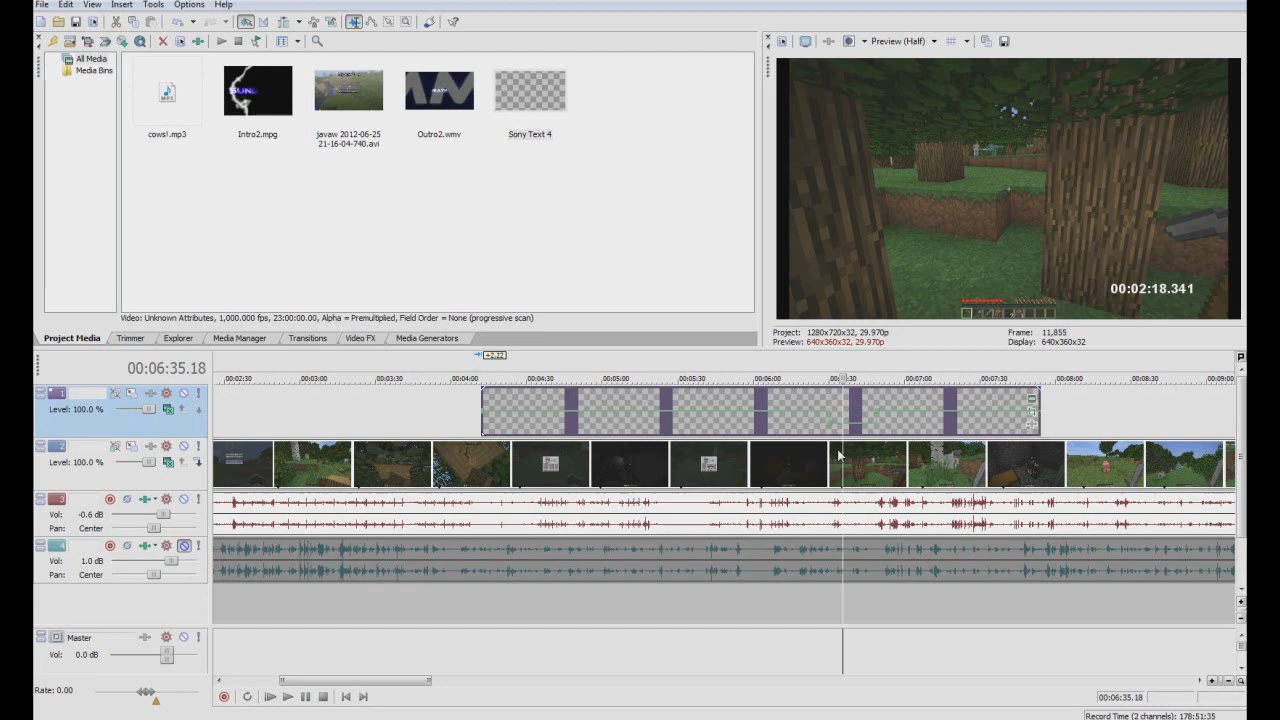 File Edit View Insert Tools Options Help
Preview (Half)
All Media
Media Bins
MP3
cows!.mp3
Intro2.mpg
javaw 2012-06-25
21-16-04-740.avi
Outro2.wmv
Sony Text 4
00:02:18.341
Video: Unknown Attributes, 1,000.000 fps, 23:00:00.00, Alpha = Premultiplied, Field Order = None (progressive scan)
Project: 1280x720x32, 29.970p
Frame: 11,855
Preview: 640x360x32, 29.970p
Display: 640x360x32
Project Media Trimmer Explorer Media Manager Transitions Video FX Media Generators
+2.22
00:06:35.18
00:02:30 00:03:00 00:03:30 00:04:00 00:04:30 00:05:00 00:05:30 00:06:00 00:07:00 00:07:30 00:08:00 00:08:30 00:09:00
1
Level: 100.0 %
2
Level: 100.0 %
3
Vol: -0.6 dB
Pan: Center
4
Vol: 1.0 dB
Pan: Center
Master
Vol: 0.0 dB
Rate: 0.00
00:06:35.18
Record Time (2 channels): 178:51:35